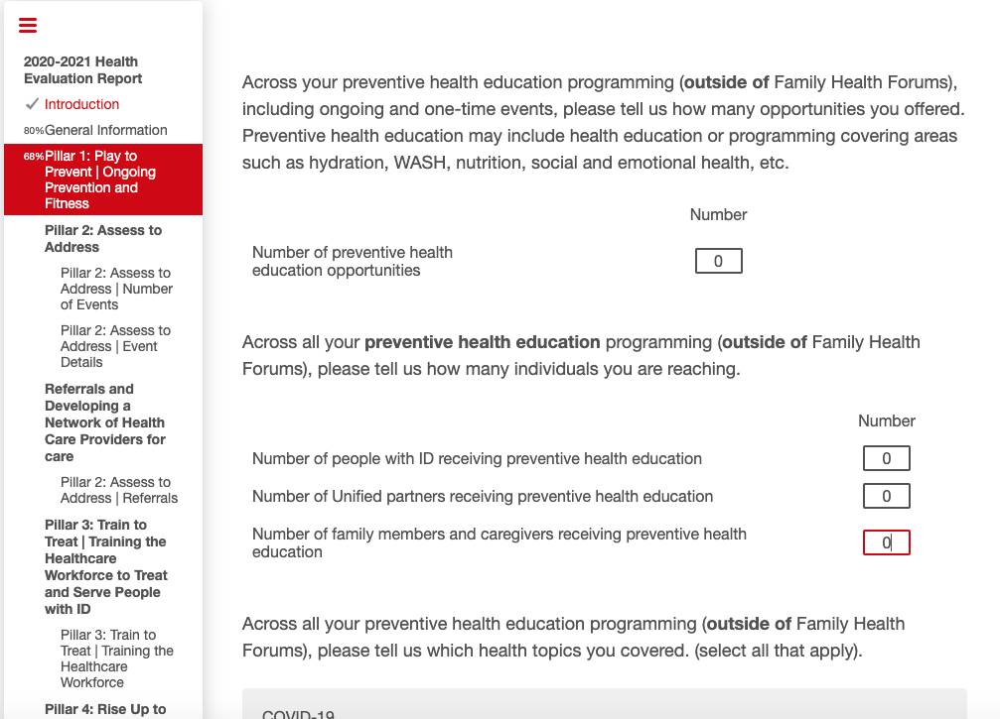 2020-2021 Health
Evaluation Report
Introduction
80% General Information
68% Pillar 1: Play to
Prevent | Ongoing
Prevention and
Fitness
Pillar 2: Assess to
Address
Pillar 2: Assess to
Address | Number
of Events
Pillar 2: Assess to
Address | Event
Details
Referrals and
Developing a
Network of Health
Care Providers for
care
Pillar 2: Assess to
Address | Referrals
Pillar 3: Train to
Treat | Training the
Healthcare
Workforce to Treat
and Serve People
with ID
Pillar 3: Train to
Treat | Training the
Healthcare
Workforce
Pillar 4: Rise Up to
Across your preventive health education programming (outside of Family Health Forums),
including ongoing and one-time events, please tell us how many opportunities you offered.
Preventive health education may include health education or programming covering areas
such as hydration, WASH, nutrition, social and emotional health, etc.
Number
Number of preventive health
education opportunities
0
Across all your preventive health education programming (outside of Family Health
Forums), please tell us how many individuals you are reaching.
Number
Number of people with ID receiving preventive health education 0
Number of Unified partners receiving preventive health education 0
Number of family members and caregivers receiving preventive health
education
0
Across all your preventive health education programming (outside of Family Health
Forums), please tell us which health topics you covered. (select all that apply).
COVID-19